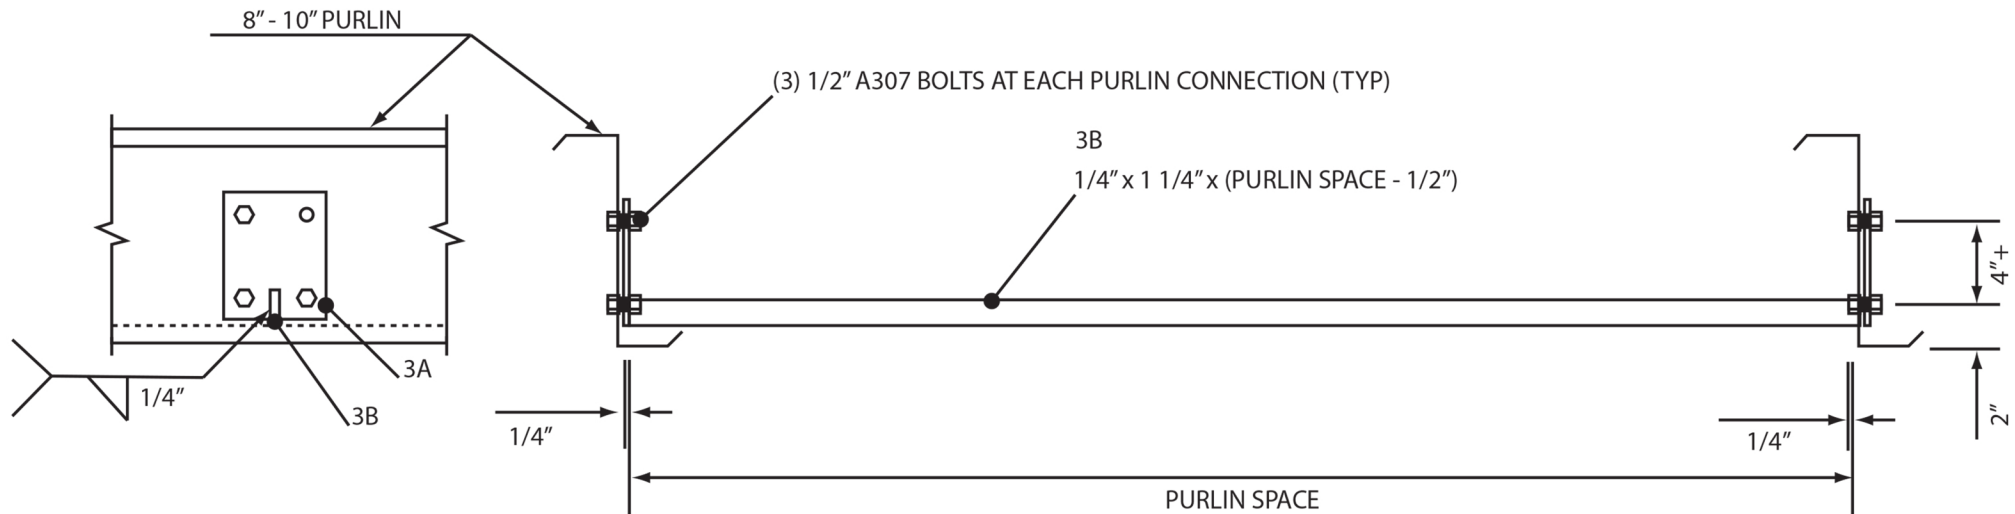 8” - 10” PURLIN
(3) 1/2” A307 BOLTS AT EACH PURLIN CONNECTION (TYP)
3B
1/4” x 1 1/4” x (PURLIN SPACE - 1/2”)
4”+
3A
1/4”
3B
1/4”
1/4”
2”
PURLIN SPACE